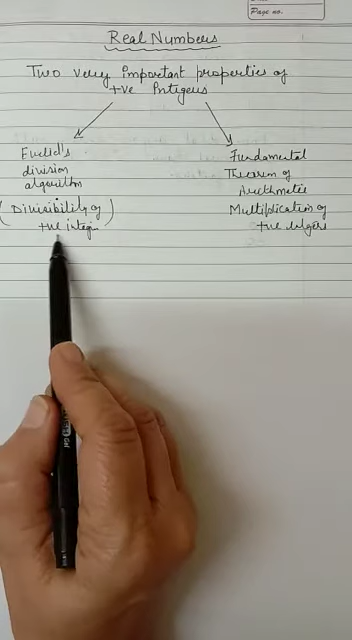 Page no.
Real Numbers
Two very important properties of
+ve Integers
Euclid's
division
algorithm
(Divisibility of
+ve integ)
Fundamental
Theorem of
Arithmetic
Multiplication of
+ve integers